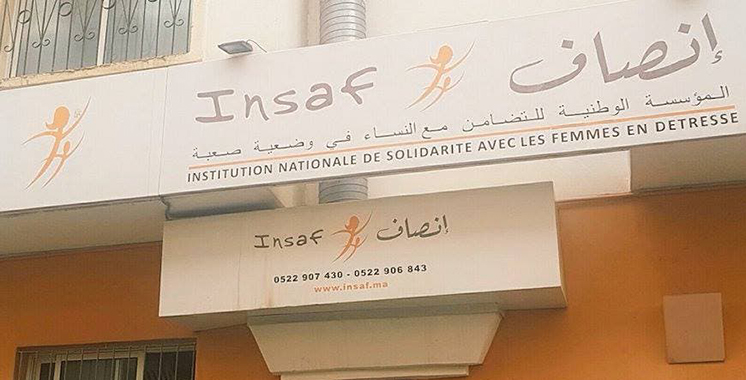 Insaf إنصاف
المؤسسة الوطنية للتضامن مع النساء في وضعية صعبة
INSTITUTION NATIONALE DE SOLIDARITE AVEC LES FEMMES EN DETRESSE
Insaf إنصاف
0522 907 430 - 0522 906 843
www.insaf.ma